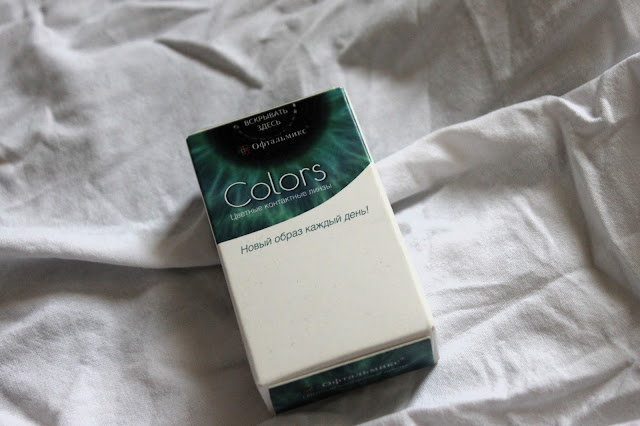 ВСКРЫВАТЬ
ЗДЕСЬ
Офтальмикс
Colors
Цветные контактные линзы
Новый образ каждый день!
Офтальмикс